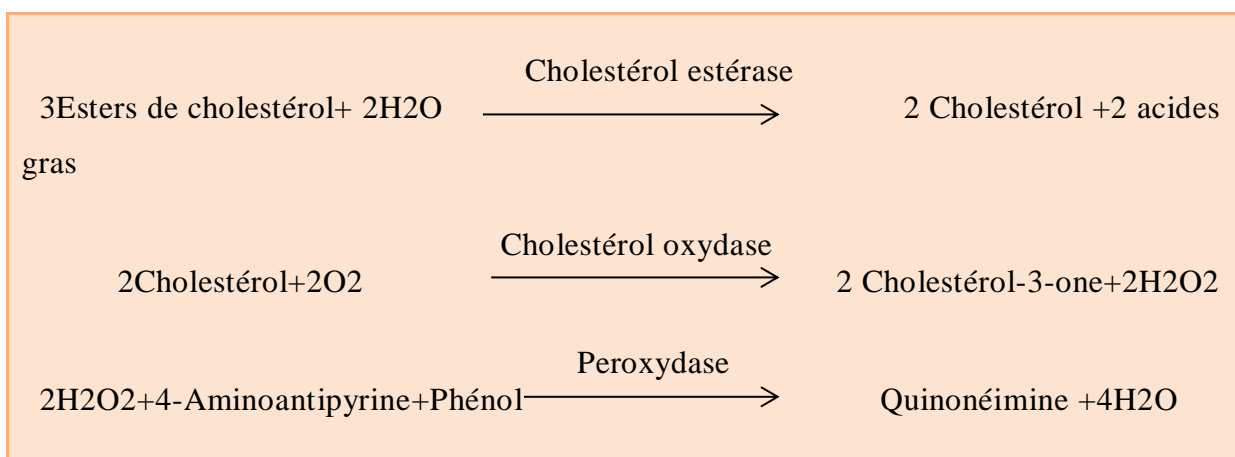 Cholestérol estérase
3Esters de cholestérol+ 2H2O 2 Cholestérol +2 acides
gras
Cholestérol oxydase
2Cholestérol+2O2 2 Cholestérol-3-one+2H2O2
Peroxydase
2H2O2+4-Aminoantipyrine+Phénol Quinonéimine +4H2O